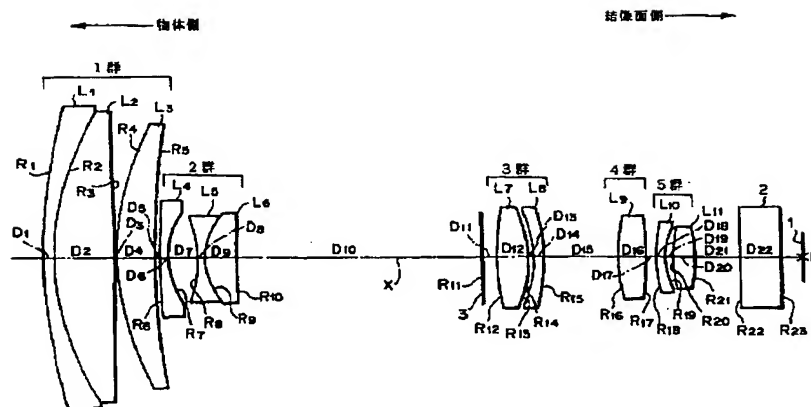 物体側
結像面側
1群
L1
L2
L3
R4
R5
R1
R2
R3
2群
L4
L5
L6
3群
L7
L8
4群
L9
5群
L10
L11
2
1
D1
D2
D3
D4
D5
D6
D7
D8
D9
D10
D11
D12
D13
D14
D15
D16
D17
D18
D19
D20
D21
D22
X
3
R6
R7
R8
R9
R10
R11
R12
R13
R14
R15
R16
R17
R18
R19
R20
R21
R22
R23